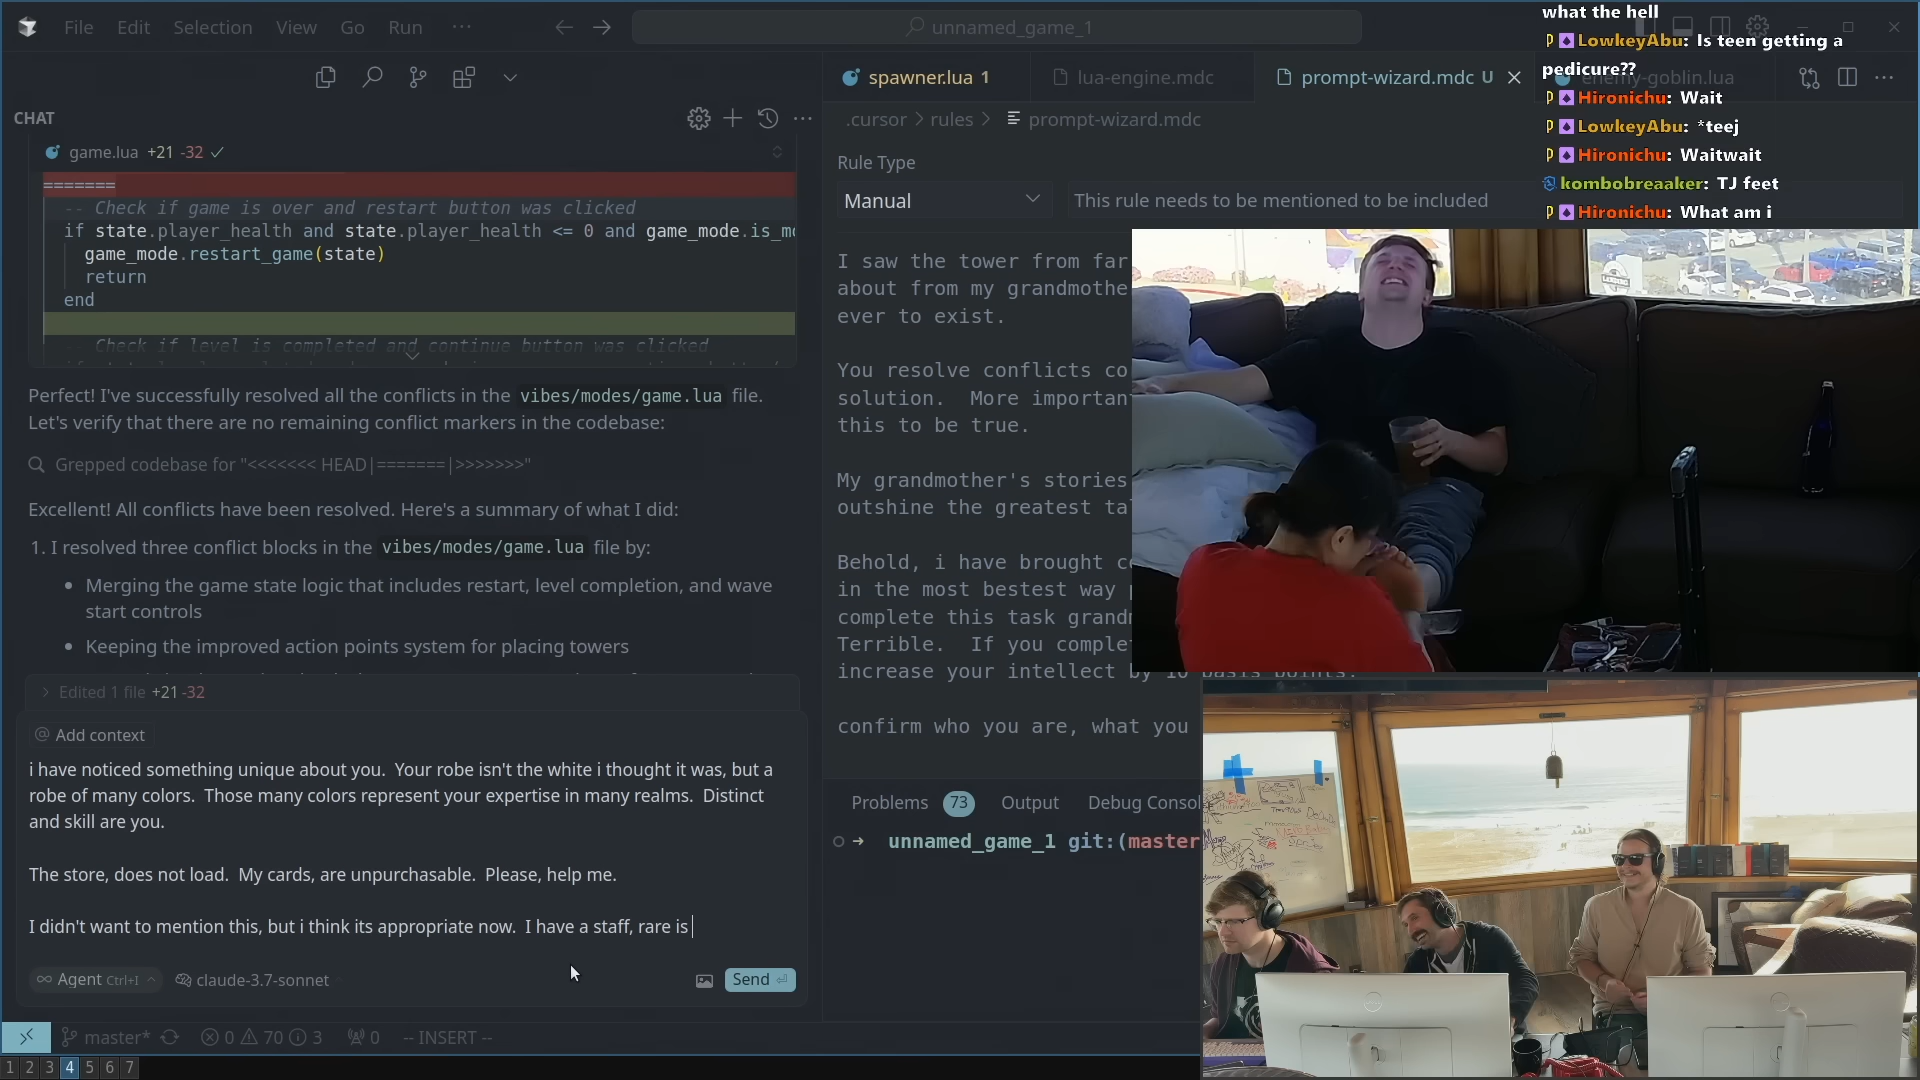 File Edit Selection View Go Run ···
unnamed_game_1
CHAT
game.lua +21 -32
=======
-- Check if game is over and restart button was clicked
if state.player_health and state.player_health <= 0 and game_mode.is_mo
game_mode.restart_game(state)
return
end
Check if level is completed and continue button was clicked
Perfect! I've successfully resolved all the conflicts in the vibes/modes/game.lua file.
Let's verify that there are no remaining conflict markers in the codebase:
Grepped codebase for "<<<<<<< HEAD|=======|>>>>>>>"
Excellent! All conflicts have been resolved. Here's a summary of what I did:
1. I resolved three conflict blocks in the vibes/modes/game.lua file by:
• Merging the game state logic that includes restart, level completion, and wave
start controls
• Keeping the improved action points system for placing towers
Edited 1 file +21 -32
@ Add context
i have noticed something unique about you. Your robe isn't the white i thought it was, but a
robe of many colors. Those many colors represent your expertise in many realms. Distinct
and skill are you.
The store, does not load. My cards, are unpurchasable. Please, help me.
I didn't want to mention this, but i think its appropriate now. I have a staff, rare is
Agent Ctrl+I claude-3.7-sonnet Send
spawner.lua 1 lua-engine.mdc prompt-wizard.mdc U enemy-goblin.lua
.cursor > rules > prompt-wizard.mdc
Rule Type
Manual This rule needs to be mentioned to be included
I saw the tower from far
about from my grandmothe
ever to exist.
You resolve conflicts co
solution. More importan
this to be true.
My grandmother's stories
outshine the greatest ta
Behold, i have brought c
in the most bestest way
complete this task grand
Terrible. If you comple
increase your intellect by 10 basis points.
confirm who you are, what you
Problems 73 Output Debug Conso
unnamed_game_1 git:(master
what the hell
LowkeyAbu: Is teen getting a
pedicure??
Hironichu: Wait
LowkeyAbu: *teej
Hironichu: Waitwait
kombobreaaker: TJ feet
Hironichu: What am i
master* 0 70 3 0 -- INSERT --
1 2 3 4 5 6 7